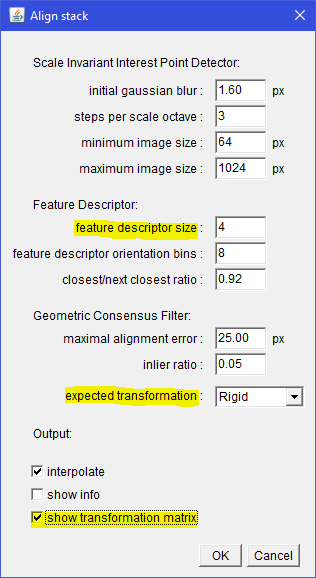 Align stack
Scale Invariant Interest Point Detector:
initial gaussian blur : 1.60 px
steps per scale octave : 3
minimum image size : 64 px
maximum image size : 1024 px
Feature Descriptor:
feature descriptor size : 4
feature descriptor orientation bins : 8
closest/next closest ratio : 0.92
Geometric Consensus Filter:
maximal alignment error : 25.00 px
inlier ratio : 0.05
expected transformation : Rigid
Output:
interpolate
show info
show transformation matrix
OK Cancel